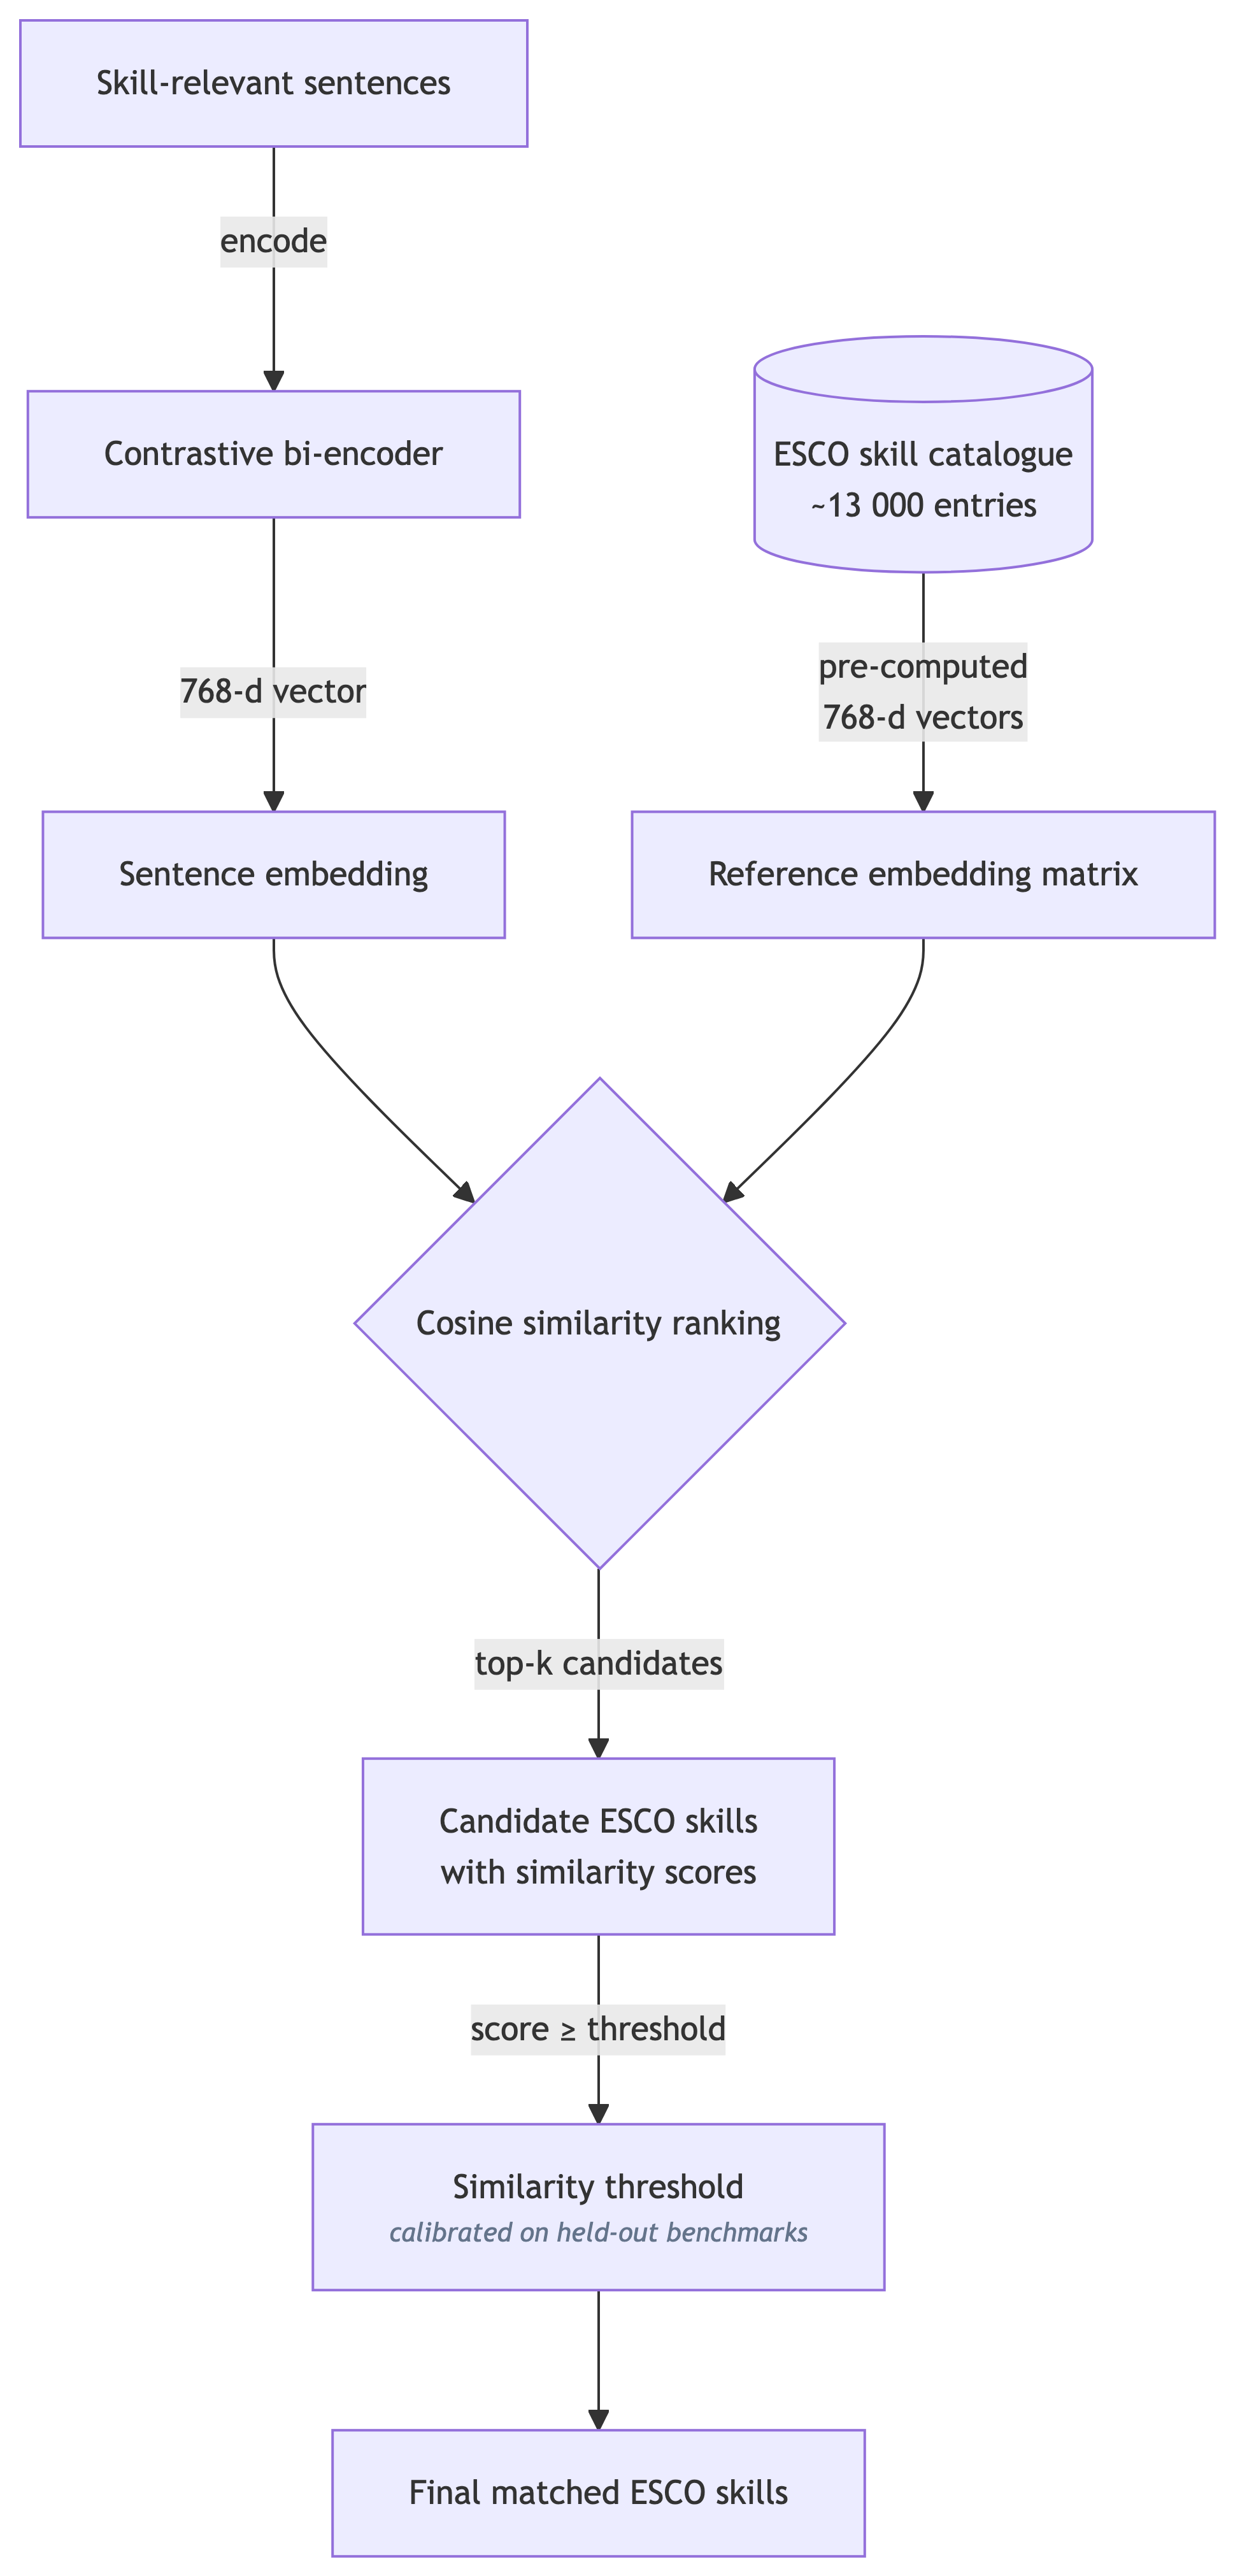 Skill-relevant sentences
encode
Contrastive bi-encoder
ESCO skill catalogue
~13 000 entries
768-d vector
pre-computed
768-d vectors
Sentence embedding
Reference embedding matrix
Cosine similarity ranking
top-k candidates
Candidate ESCO skills
with similarity scores
score ≥ threshold
Similarity threshold
calibrated on held-out benchmarks
Final matched ESCO skills